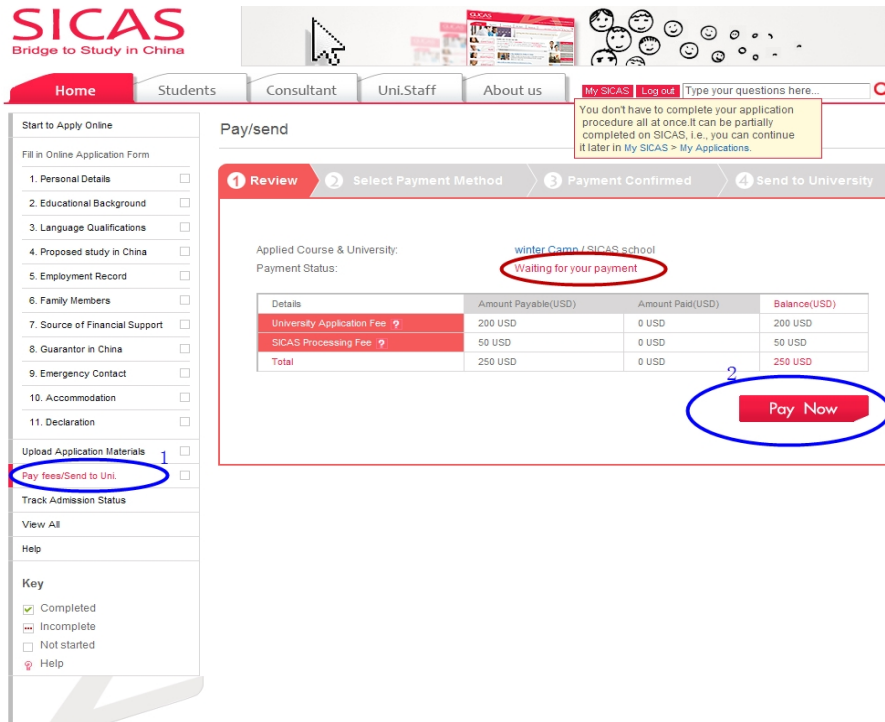 SICAS
Bridge to Study in China
Home
Students
Consultant
Uni.Staff
About us
My SICAS
Log out
Type your questions here...
You don't have to complete your application
procedure all at once.It can be partially
completed on SICAS, i.e., you can continue
it later in My SICAS > My Applications.
Start to Apply Online
Fill in Online Application Form
1. Personal Details
2. Educational Background
3. Language Qualifications
4. Proposed study in China
5. Employment Record
6. Family Members
7. Source of Financial Support
8. Guarantor in China
9. Emergency Contact
10. Accommodation
11. Declaration
Upload Application Materials
1
Pay fees/Send to Uni.
Track Admission Status
View All
Help
Key
Completed
Incomplete
Not started
Help
Pay/send
1 Review
2 Select Payment Method
3 Payment Confirmed
4 Send to University
Applied Course & University: winter Camp / SICAS school
Payment Status: Waiting for your payment
Details Amount Payable(USD) Amount Paid(USD) Balance(USD)
University Application Fee ? 200 USD 0 USD 200 USD
SICAS Processing Fee ? 50 USD 0 USD 50 USD
Total 250 USD 0 USD 250 USD
2
Pay Now